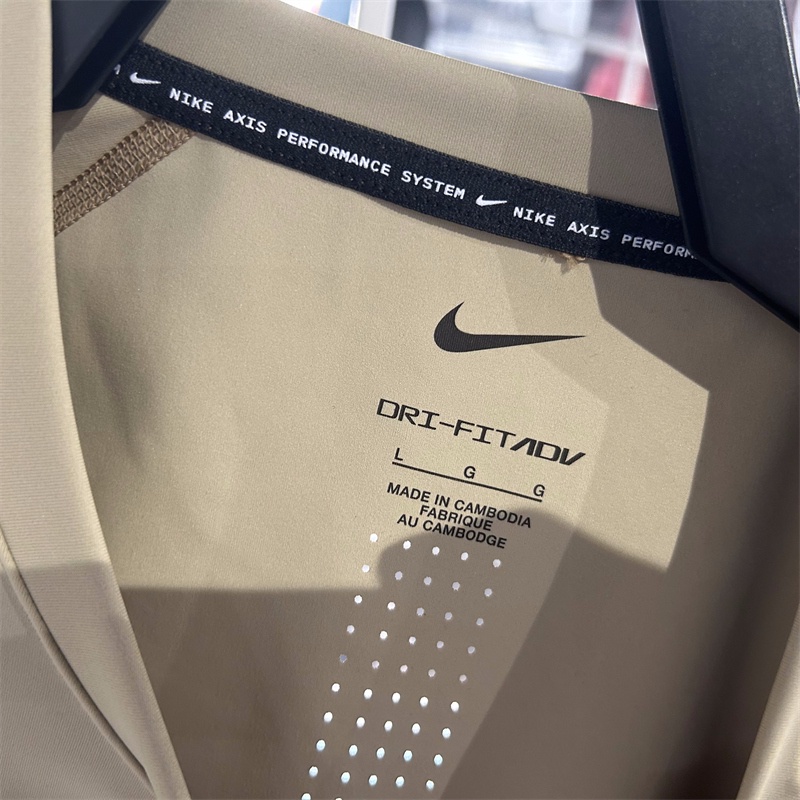 NIKE AXIS PERFORMANCE SYSTEM NIKE AXIS PERFORM
DRI-FIT ADV
L G G
MADE IN CAMBODIA
FABRIQUE
AU CAMBODGE